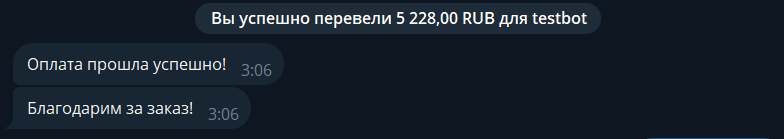 Вы успешно перевели 5 228,00 RUB для testbot
Оплата прошла успешно! 3:06
Благодарим за заказ! 3:06